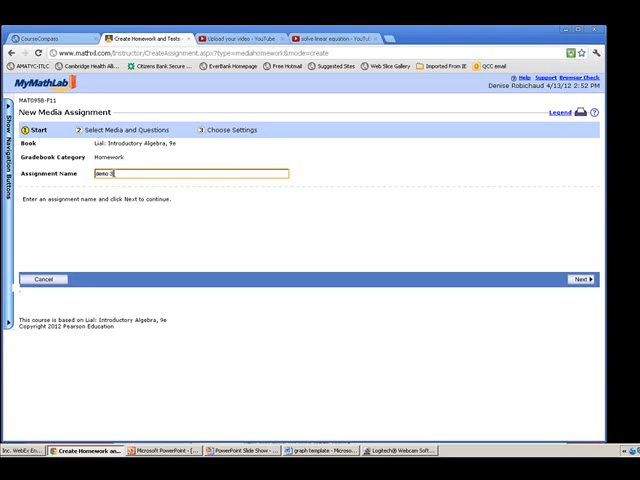 CourseCompass
Create Homework and Tests
Upload your video - YouTube
solve linear equation - YouTu
www.mathxl.com/Instructor/CreateAssignment.aspx?type=mediahomework&mode=create
AMATYC-ITLC
Cambridge Health Alli...
Citizens Bank Secure ...
EverBank Homepage
Free Hotmail
Suggested Sites
Web Slice Gallery
Imported From IE
QCC email
MyMathLab
Help Support Browser Check
Denise Robichaud 4/13/12 2:52 PM
MAT095B-F11
New Media Assignment
Legend
1 Start
2 Select Media and Questions
3 Choose Settings
Book Lial: Introductory Algebra, 9e
Gradebook Category Homework
Assignment Name demo 3
Enter an assignment name and click Next to continue.
Cancel
Next
Show Navigation Buttons
This course is based on Lial: Introductory Algebra, 9e
Copyright 2012 Pearson Education
Inc. WebEx En...
Create Homework an...
Microsoft PowerPoint - [...
PowerPoint Slide Show ...
graph template - Microso...
Logitech® Webcam Soft...